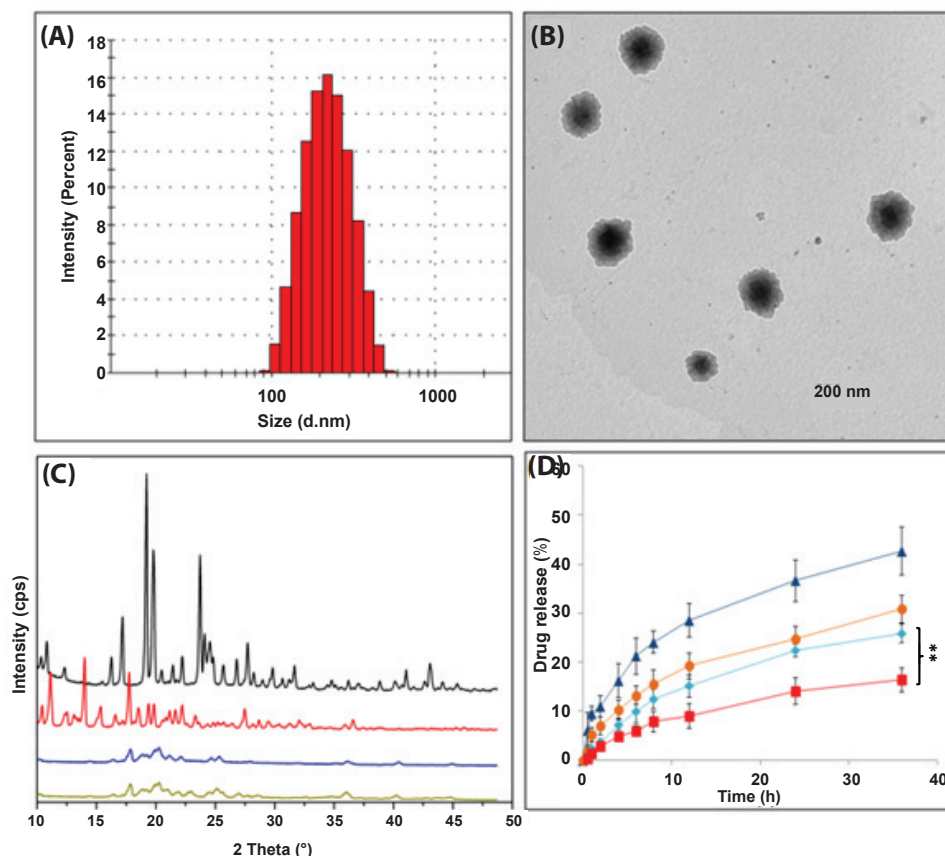 (A)
18
16
14
12
10
8
6
4
2
0
Intensity (Percent)
100
1000
Size (d.nm)
(B)
200 nm
(C)
Intensity (cps)
10 15 20 25 30 35 40 45 50
2 Theta (°)
(D)
60
50
40
30
20
10
0
Drug release (%)
0 10 20 30 40
Time (h)
**